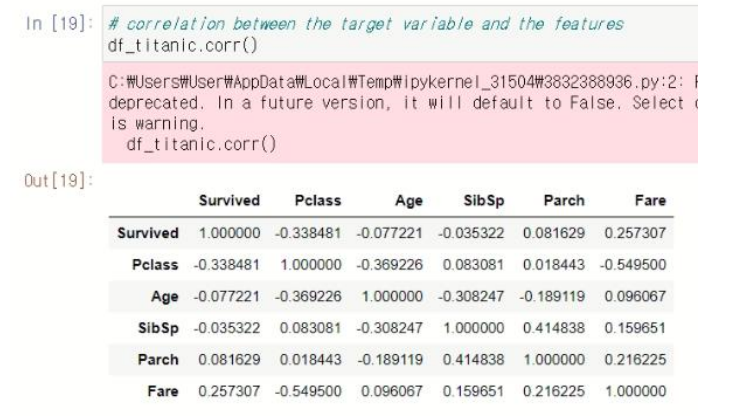 In [19]: # correlation between the target variable and the features
df_titanic.corr()
C:₩Users₩User₩AppData₩Local₩Temp₩ipykernel_31504₩3832388936.py:2:
deprecated. In a future version, it will default to False. Select
is warning.
df_titanic.corr()
Out[19]:
Survived Pclass Age SibSp Parch Fare
Survived 1.000000 -0.338481 -0.077221 -0.035322 0.081629 0.257307
Pclass -0.338481 1.000000 -0.369226 0.083081 0.018443 -0.549500
Age -0.077221 -0.369226 1.000000 -0.308247 -0.189119 0.096067
SibSp -0.035322 0.083081 -0.308247 1.000000 0.414838 0.159651
Parch 0.081629 0.018443 -0.189119 0.414838 1.000000 0.216225
Fare 0.257307 -0.549500 0.096067 0.159651 0.216225 1.000000